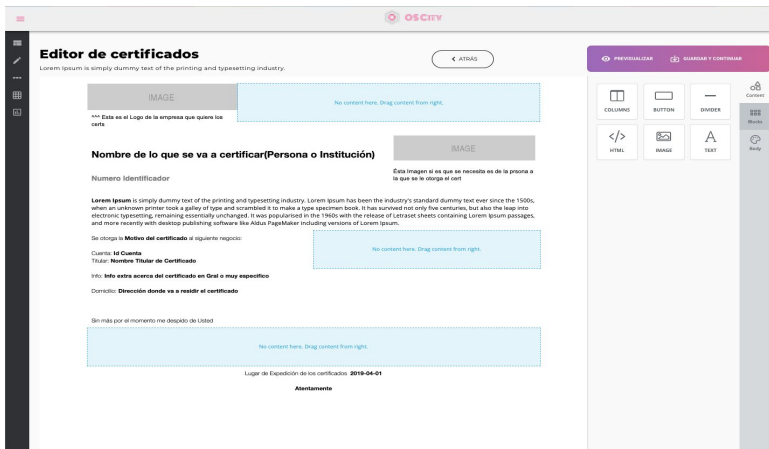 OS CITY
Editor de certificados
Lorem Ipsum is simply dummy text of the printing and typesetting industry.
ATRÁS
PREVISUALIZAR
GUARDAR Y CONTINUAR
IMAGE
No content here. Drag content from right.
^^^ Esta es el Logo de la empresa que quiere los
certs
Nombre de lo que se va a certificar(Persona o Institución)
IMAGE
Numero Identificador
Ésta Imagen si es que se necesita es de la prsona a
la que se le otorga el cert
Lorem Ipsum is simply dummy text of the printing and typesetting industry. Lorem Ipsum has been the industry's standard dummy text ever since the 1500s,
when an unknown printer took a galley of type and scrambled it to make a type specimen book. It has survived not only five centuries, but also the leap into
electronic typesetting, remaining essentially unchanged. It was popularised in the 1960s with the release of Letraset sheets containing Lorem Ipsum passages,
and more recently with desktop publishing software like Aldus PageMaker including versions of Lorem Ipsum.
Se otorga la Motivo del certificado al siguiente negocio:
Cuenta: Id Cuenta
Titular: Nombre Titular de Certificado
No content here. Drag content from right.
Info: Info extra acerca del certificado en Gral o muy especifico
Domicilio: Dirección donde va a residir el certificado
Sin más por el momento me despido de Usted
No content here. Drag content from right.
Lugar de Expedición de los certificados 2019-04-01
Atentamente
COLUMNS
BUTTON
DIVIDER
HTML
IMAGE
TEXT
Content
Blocks
Body